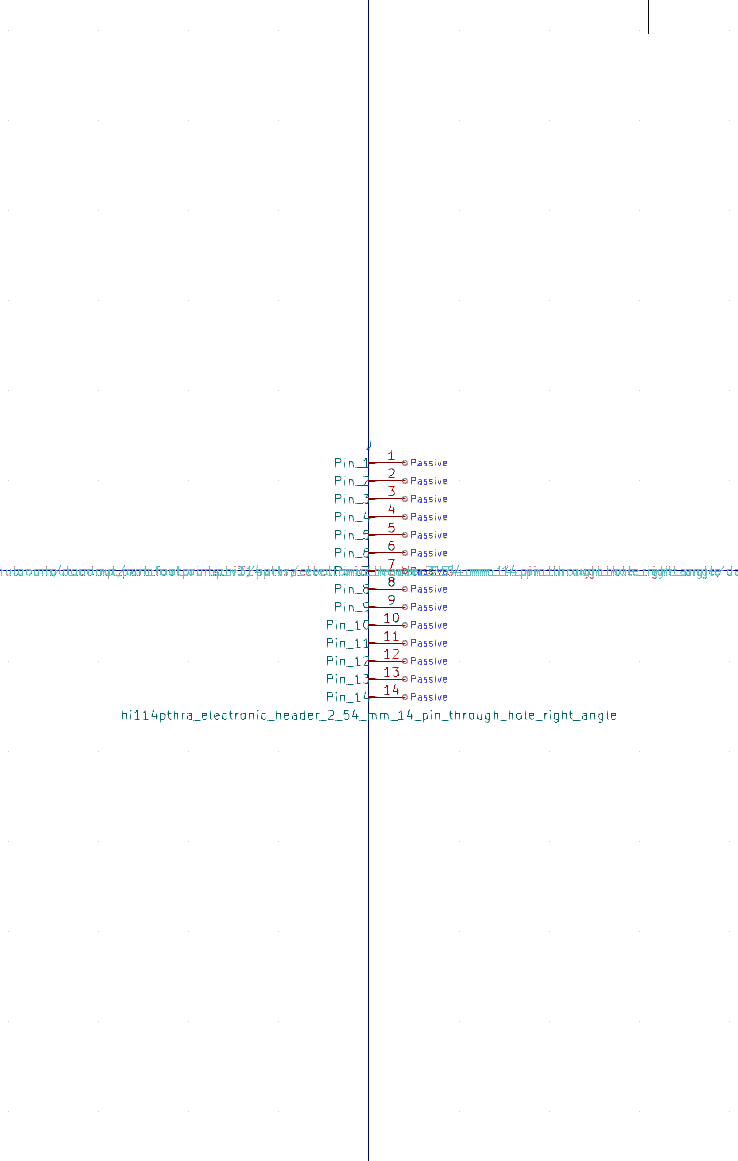 J
Pin_1 1 Passive
Pin_2 2 Passive
Pin_3 3 Passive
Pin_4 4 Passive
Pin_5 5 Passive
Pin_6 6 Passive
7
Pin_8 8 Passive
Pin_9 9 Passive
Pin_10 10 Passive
Pin_11 11 Passive
Pin_12 12 Passive
Pin_13 13 Passive
Pin_14 14 Passive
hi114pthra_electronic_header_2_54_mm_14_pin_through_hole_right_angle